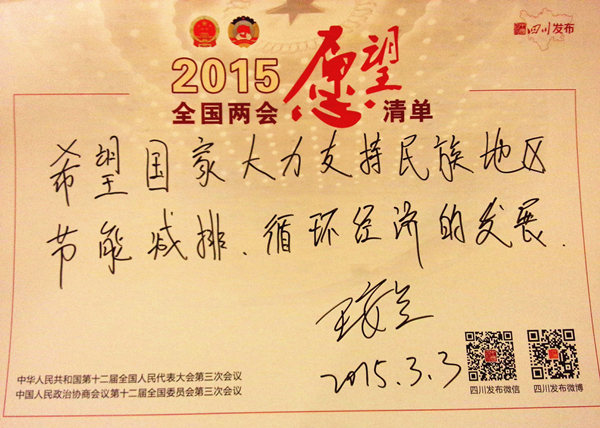 四川发布
2015
全国两会
愿望
清单
希望国家大力支持民族地区
节能减排、循环经济的发展.
2015.3.3
中华人民共和国第十二届全国人民代表大会第三次会议
中国人民政治协商会议第十二届全国委员会第三次会议
四川发布微信
四川发布微博